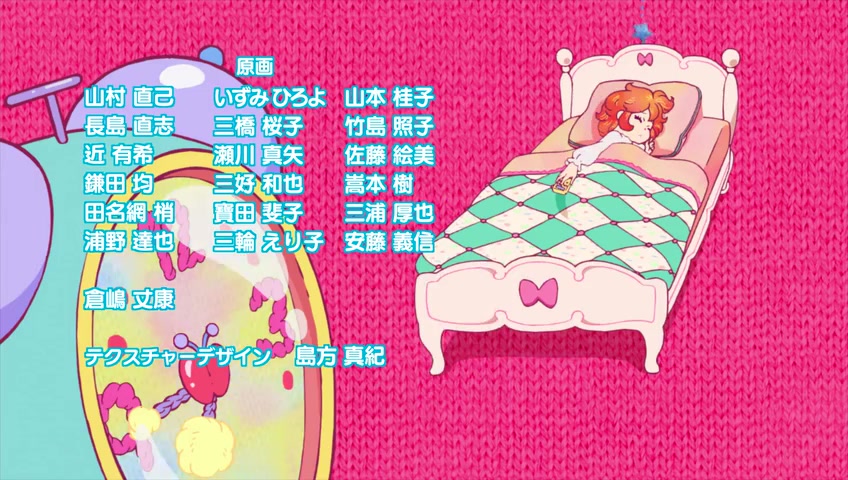 原画
山村 直己 いずみ ひろよ 山本 桂子
長島 直志 三橋 桜子 竹島 照子
近 有希 瀬川 真矢 佐藤 絵美
鎌田 均 三好 和也 嵩本 樹
田名網 梢 寶田 斐子 三浦 厚也
浦野 達也 三輪 えり子 安藤 義信
倉嶋 丈康
テクスチャーデザイン 島方 真紀